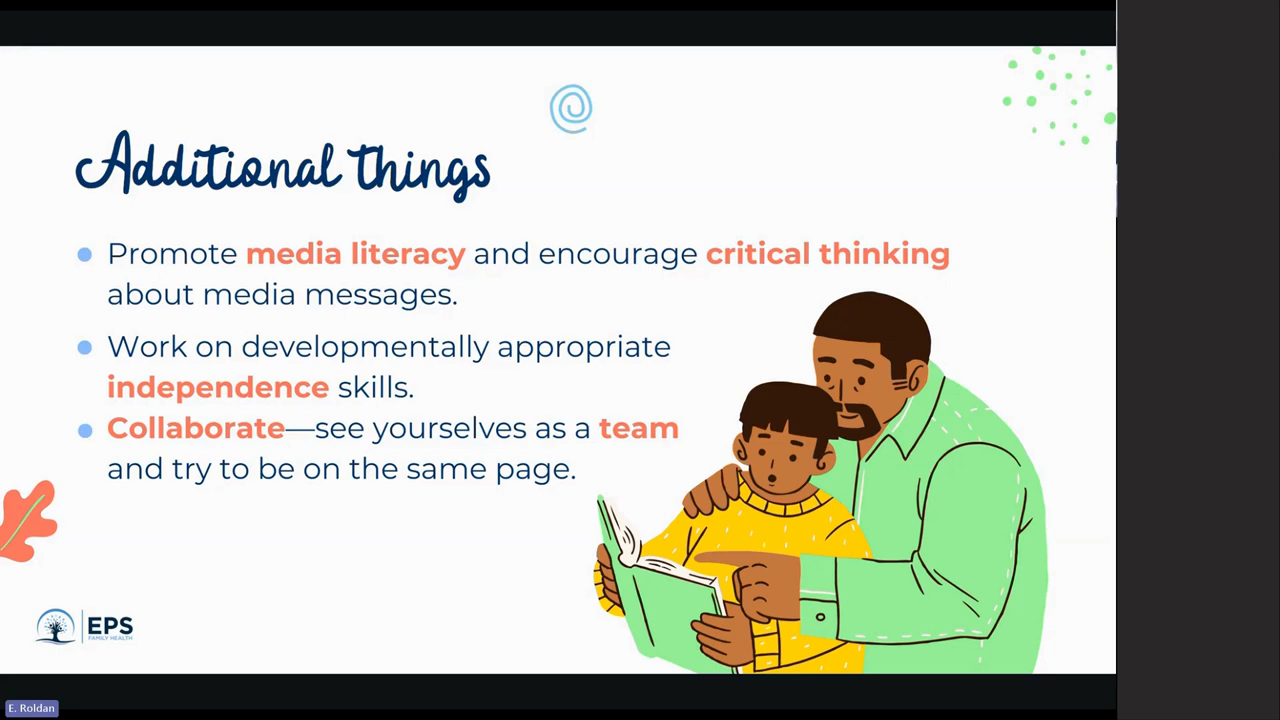 Additional things
Promote media literacy and encourage critical thinking
about media messages.
Work on developmentally appropriate
independence skills.
Collaborate—see yourselves as a team
and try to be on the same page.
EPS
FAMILY HEALTH
E. Roldan